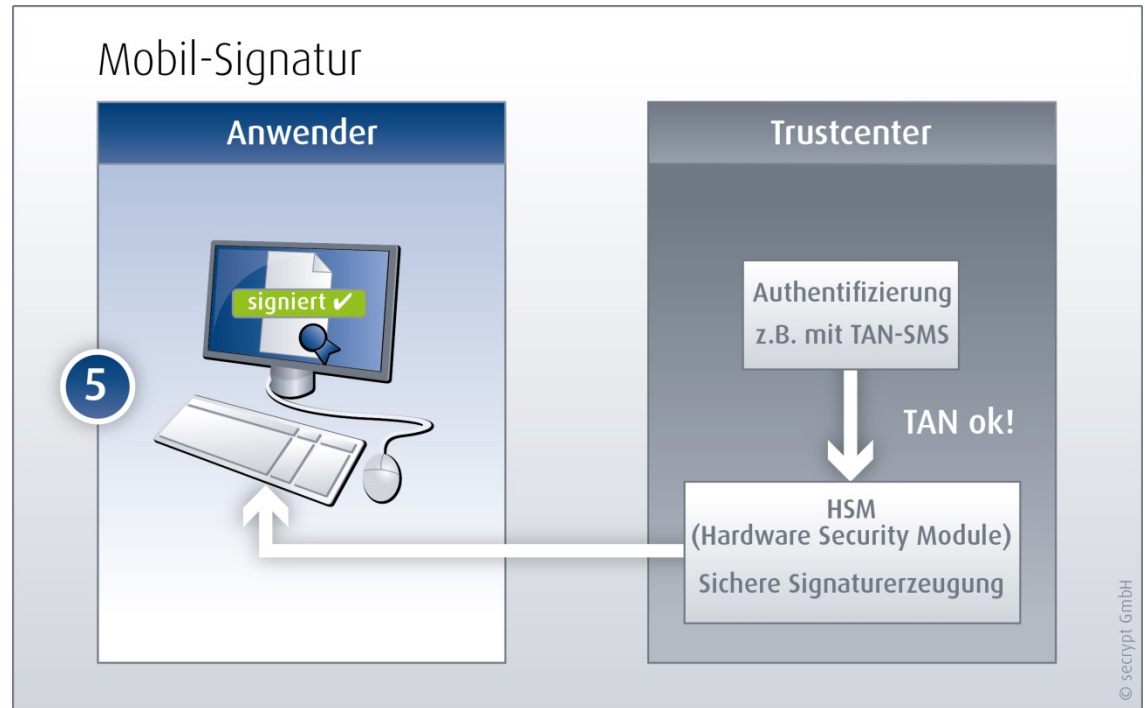 Mobil-Signatur
Anwender
signiert ✔
5
Trustcenter
Authentifizierung
z.B. mit TAN-SMS
TAN ok!
HSM
(Hardware Security Module)
Sichere Signaturerzeugung
© secrypt GmbH